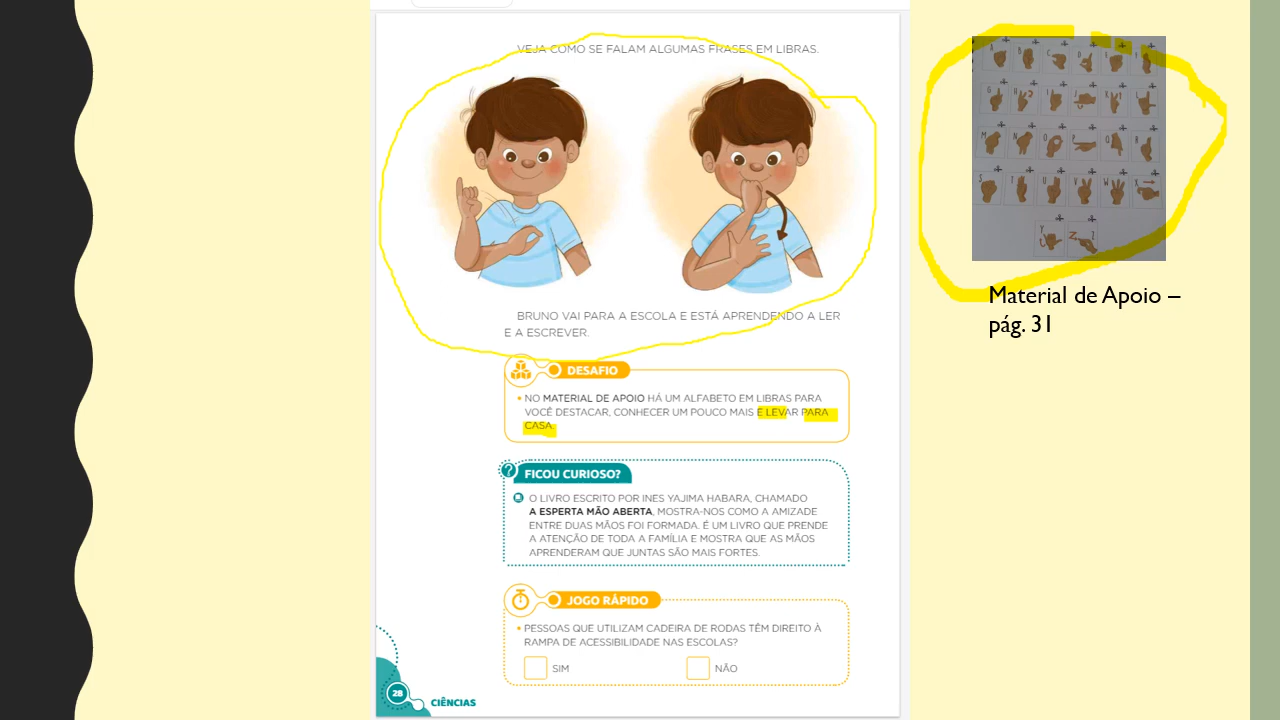 VEJA COMO SE FALAM ALGUMAS FRASES EM LIBRAS.
BRUNO VAI PARA A ESCOLA E ESTÁ APRENDENDO A LER
E A ESCREVER.
DESAFIO
• NO MATERIAL DE APOIO HÁ UM ALFABETO EM LIBRAS PARA
VOCÊ DESTACAR, CONHECER UM POUCO MAIS E LEVAR PARA
CASA.
? FICOU CURIOSO?
O LIVRO ESCRITO POR INES YAJIMA HABARA, CHAMADO
A ESPERTA MÃO ABERTA, MOSTRA-NOS COMO A AMIZADE
ENTRE DUAS MÃOS FOI FORMADA. É UM LIVRO QUE PRENDE
A ATENÇÃO DE TODA A FAMÍLIA E MOSTRA QUE AS MÃOS
APRENDERAM QUE JUNTAS SÃO MAIS FORTES.
JOGO RÁPIDO
• PESSOAS QUE UTILIZAM CADEIRA DE RODAS TÊM DIREITO À
RAMPA DE ACESSIBILIDADE NAS ESCOLAS?
SIM NÃO
28 CIÊNCIAS
A B C D E F
G H I J K L
M N O P Q R
S T U V W X
Y Z
Material de Apoio –
pág. 31